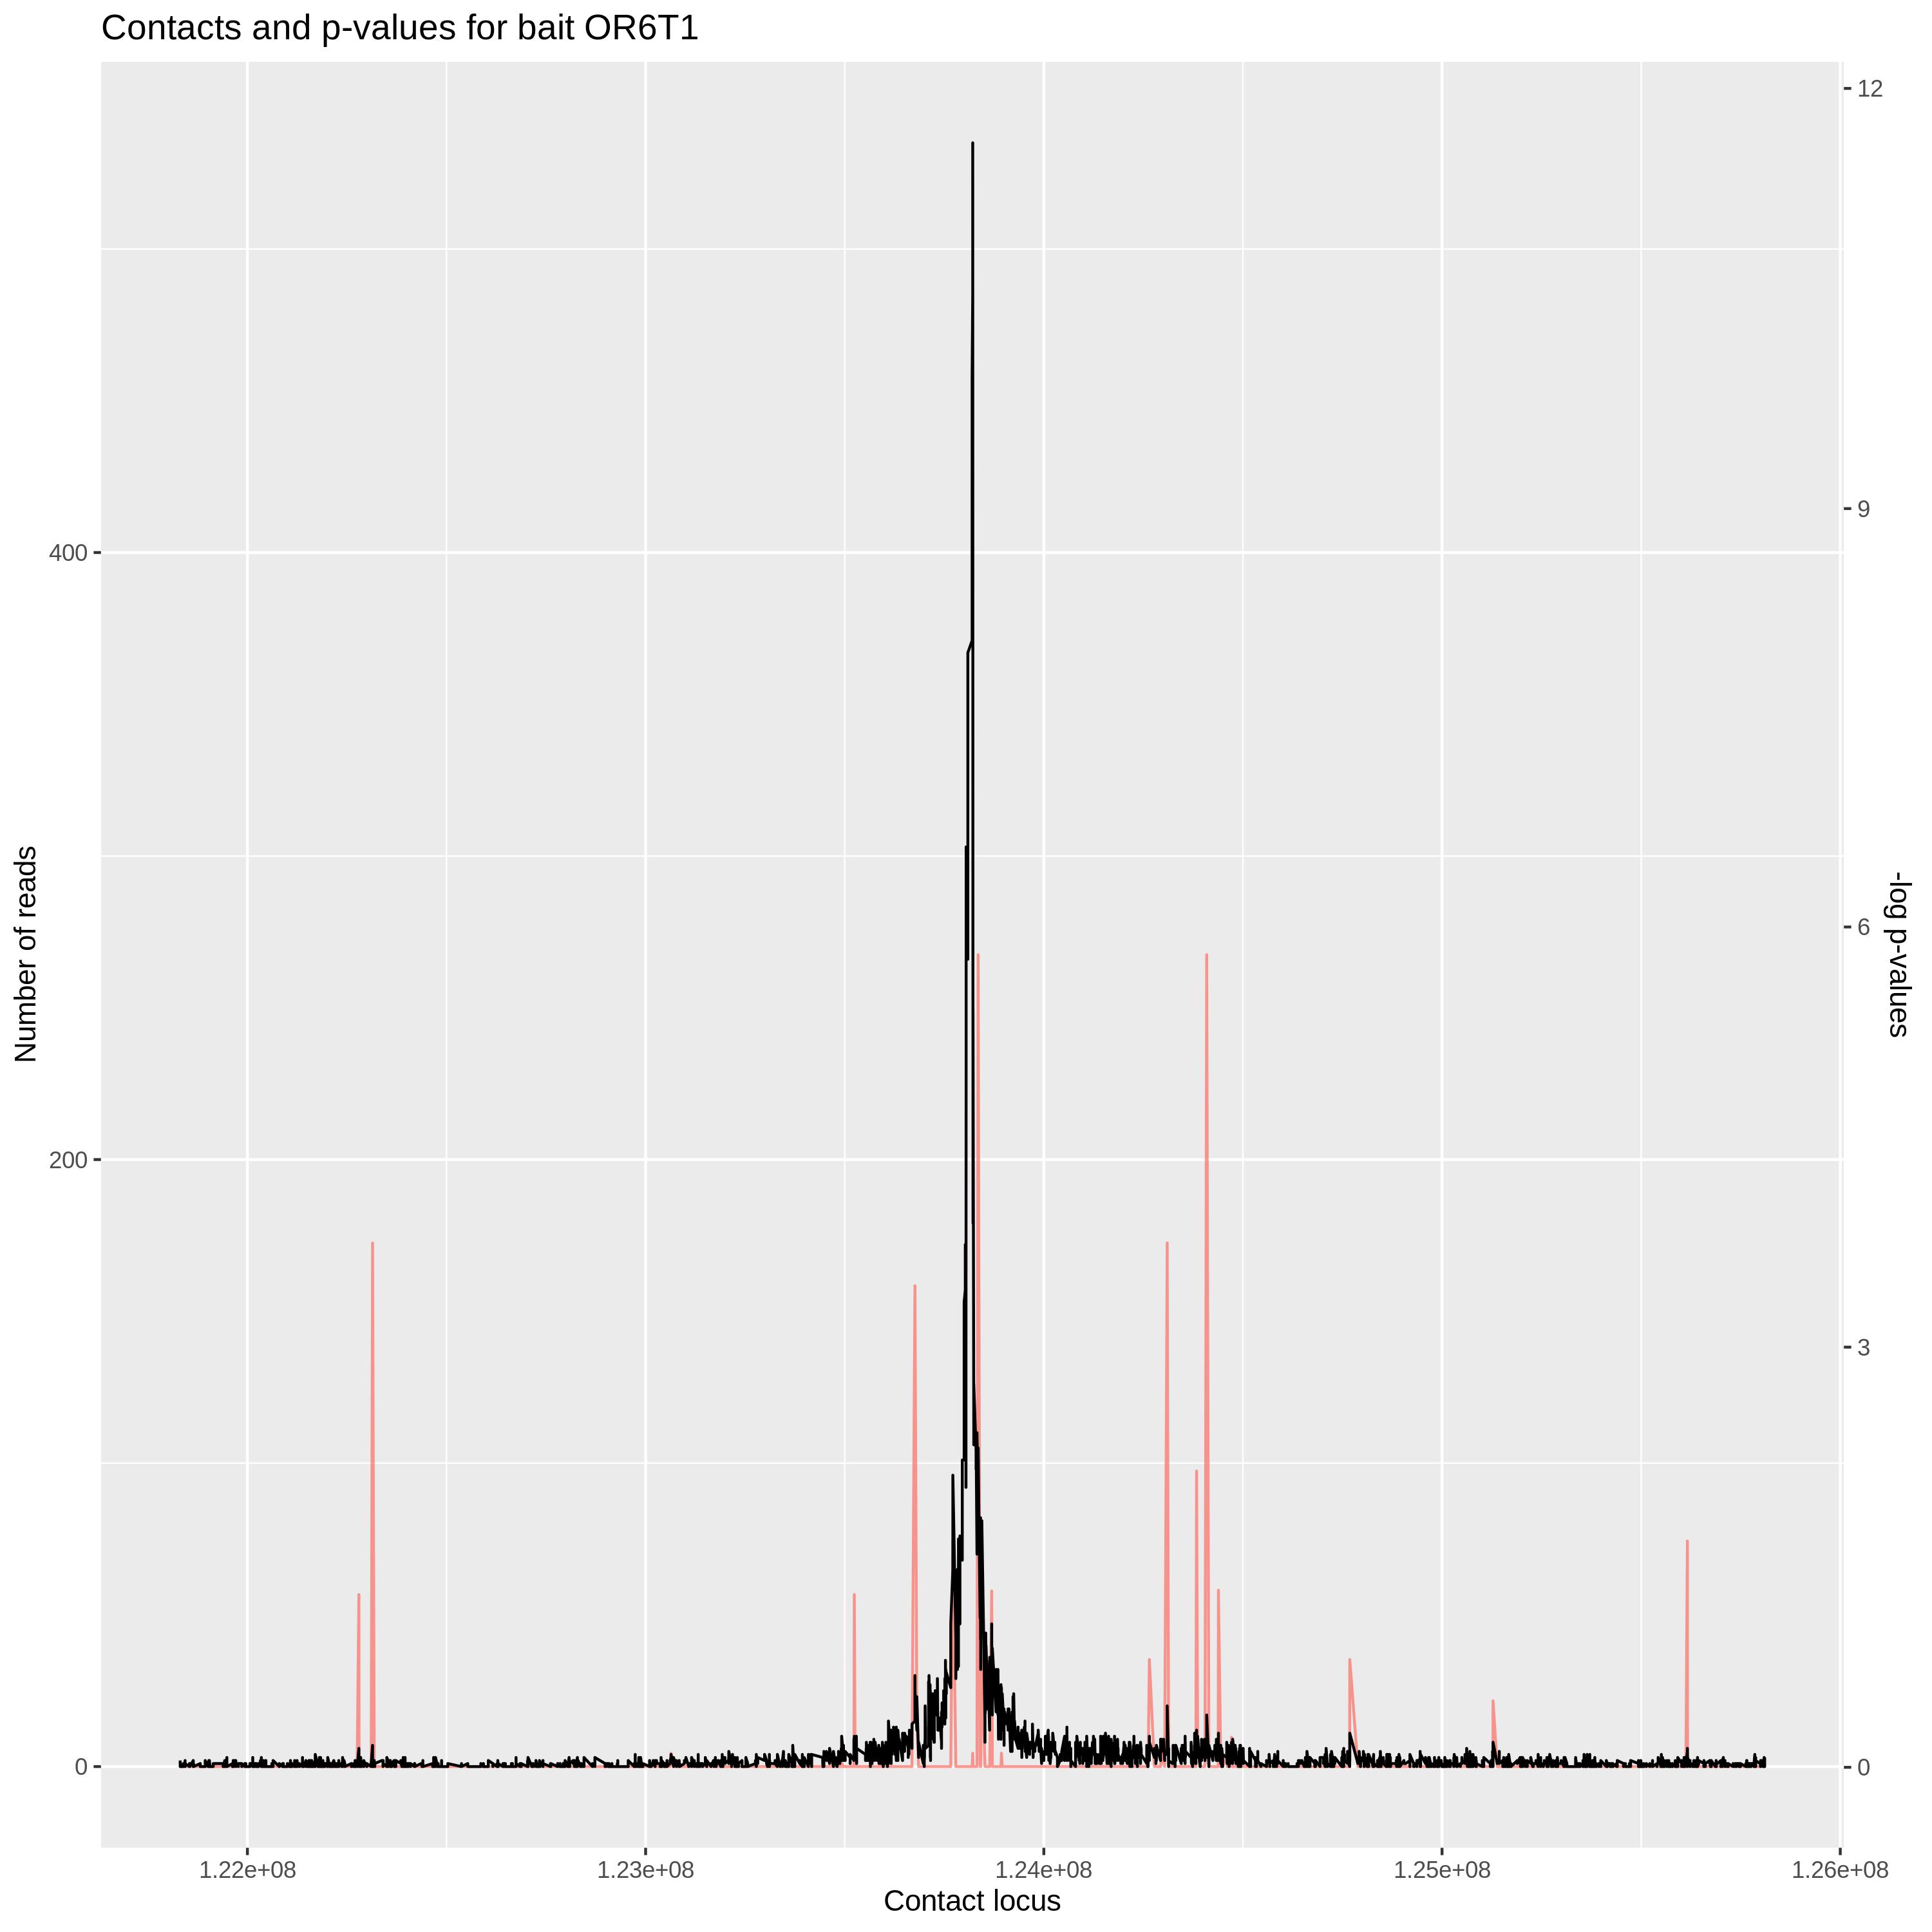 Contacts and p-values for bait OR6T1
12
9
400
6
Number of reads
-log p-values
200
3
0
0
1.22e+08
1.23e+08
1.24e+08
1.25e+08
1.26e+08
Contact locus